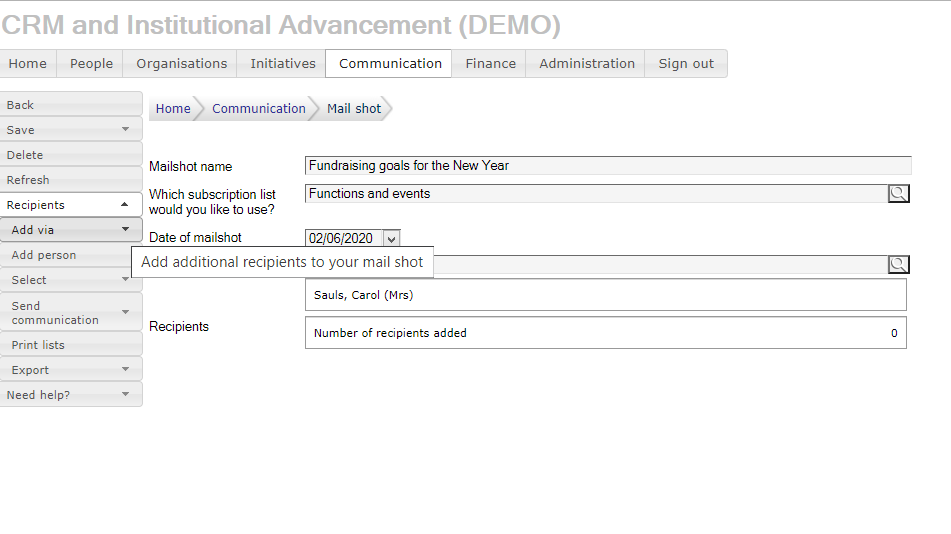 CRM and Institutional Advancement (DEMO)
Home People Organisations Initiatives Communication Finance Administration Sign out
Back
Save
Delete
Refresh
Recipients
Add via
Add person
Select
Send
communication
Print lists
Export
Need help?
Home Communication Mail shot
Mailshot name Fundraising goals for the New Year
Which subscription list
would you like to use?
Functions and events
Date of mailshot 02/06/2020
Add additional recipients to your mail shot
Sauls, Carol (Mrs)
Recipients
Number of recipients added 0